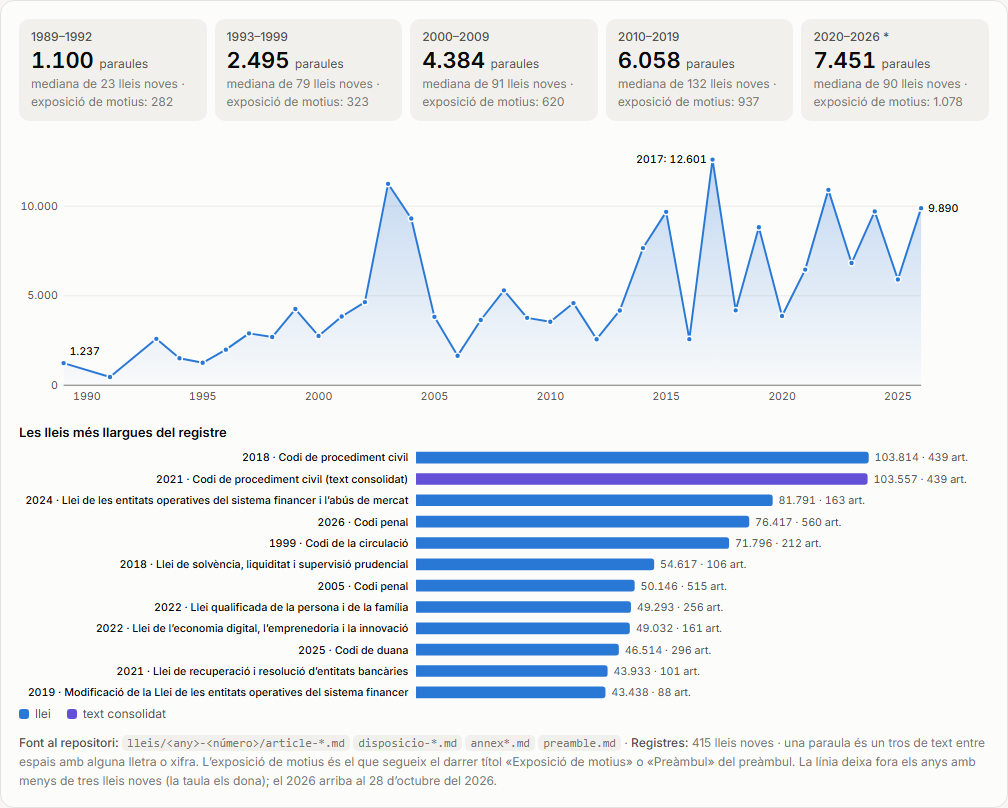 1989–1992
1.100 paraules
mediana de 23 lleis noves ·
exposició de motius: 282
1993–1999
2.495 paraules
mediana de 79 lleis noves ·
exposició de motius: 323
2000–2009
4.384 paraules
mediana de 91 lleis noves ·
exposició de motius: 620
2010–2019
6.058 paraules
mediana de 132 lleis noves ·
exposició de motius: 937
2020–2026 *
7.451 paraules
mediana de 90 lleis noves ·
exposició de motius: 1.078
2017: 12.601
10.000
9.890
5.000
1.237
0
1990 1995 2000 2005 2010 2015 2020 2025
Les lleis més llargues del registre
2018 · Codi de procediment civil 103.814 · 439 art.
2021 · Codi de procediment civil (text consolidat) 103.557 · 439 art.
2024 · Llei de les entitats operatives del sistema financer i l’abús de mercat 81.791 · 163 art.
2026 · Codi penal 76.417 · 560 art.
1999 · Codi de la circulació 71.796 · 212 art.
2018 · Llei de solvència, liquiditat i supervisió prudencial 54.617 · 106 art.
2005 · Codi penal 50.146 · 515 art.
2022 · Llei qualificada de la persona i de la família 49.293 · 256 art.
2022 · Llei de l’economia digital, l’emprenedoria i la innovació 49.032 · 161 art.
2025 · Codi de duana 46.514 · 296 art.
2021 · Llei de recuperació i resolució d’entitats bancàries 43.933 · 101 art.
2019 · Modificació de la Llei de les entitats operatives del sistema financer 43.438 · 88 art.
llei text consolidat
Font al repositori: lleis/<any>-<número>/article-*.md disposicio-*.md annex*.md preamble.md · Registres: 415 lleis noves · una paraula és un tros de text entre
espais amb alguna lletra o xifra. L’exposició de motius és el que segueix el darrer títol «Exposició de motius» o «Preàmbul» del preàmbul. La línia deixa fora els anys amb
menys de tres lleis noves (la taula els dona); el 2026 arriba al 28 d’octubre del 2026.